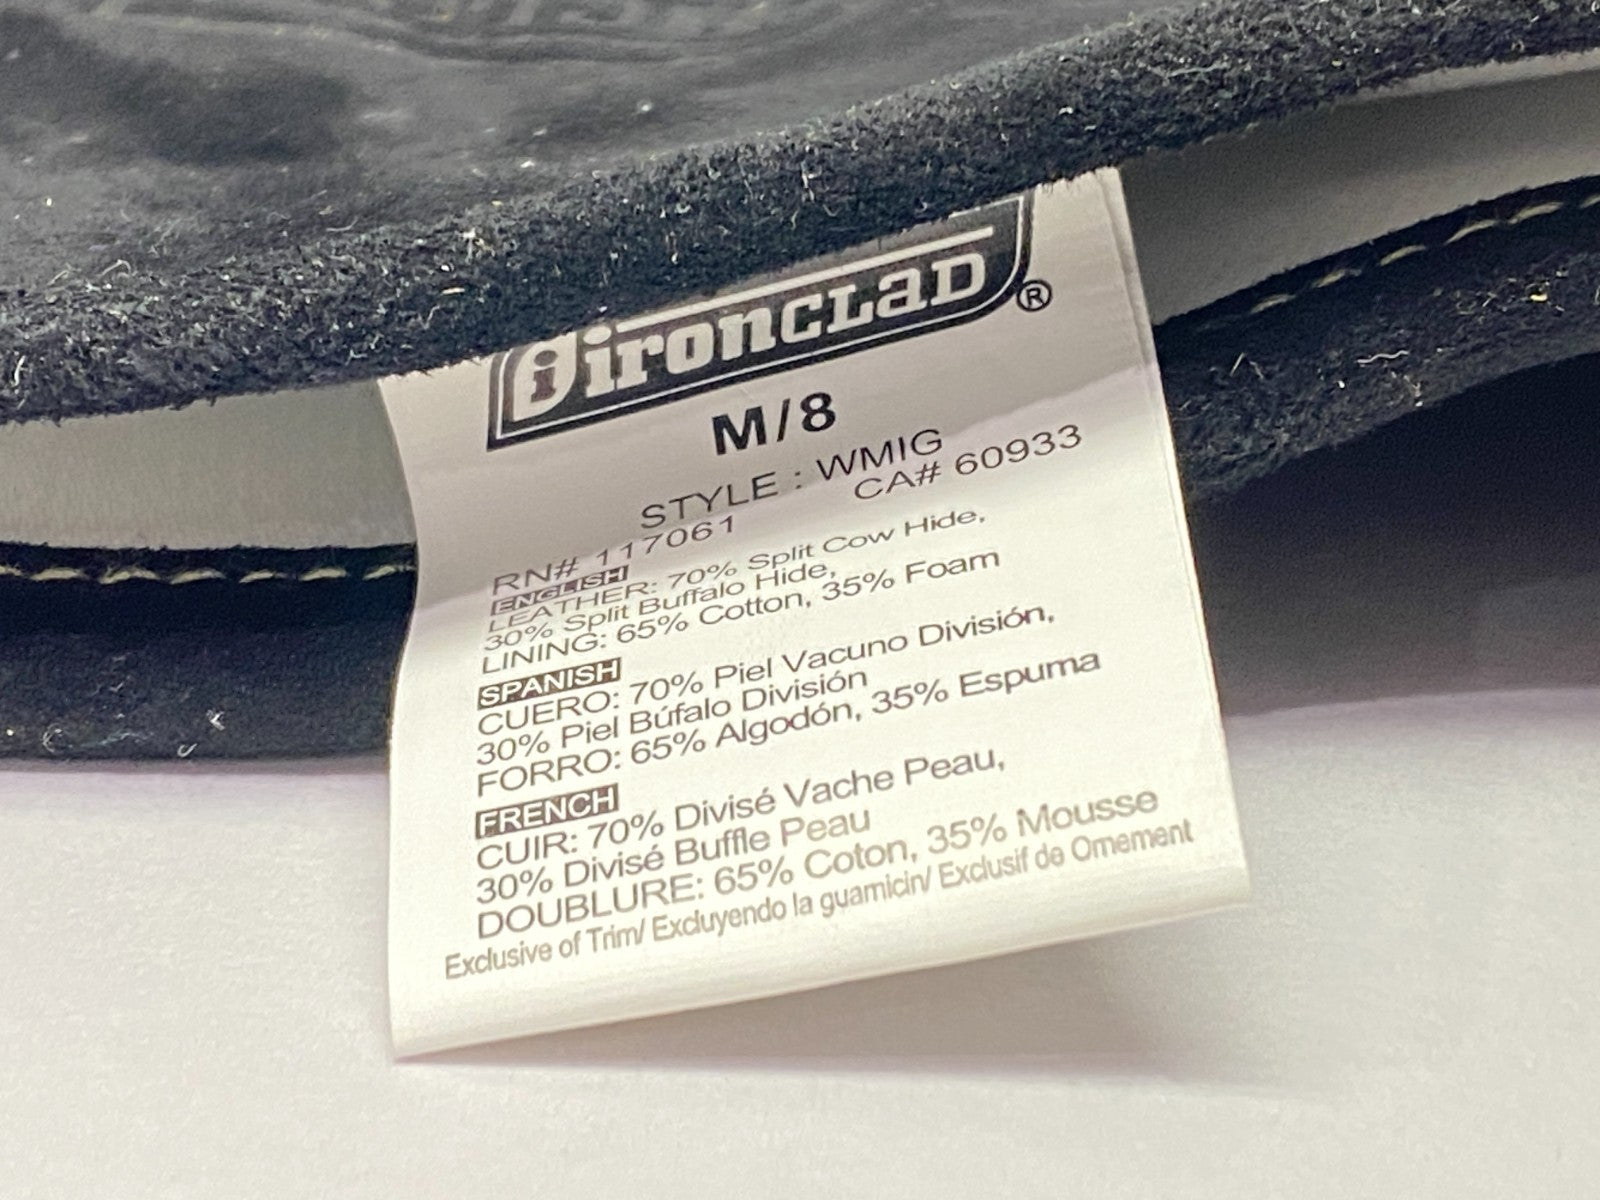 ironclad®
M/8
STYLE : WMIG
RN# 117061 CA# 60933
ENGLISH
LEATHER: 70% Split Cow Hide,
30% Split Buffalo Hide,
LINING: 65% Cotton, 35% Foam
SPANISH
CUERO: 70% Piel Vacuno División,
30% Piel Búfalo División
FORRO: 65% Algodón, 35% Espuma
FRENCH
CUIR: 70% Divisé Vache Peau,
30% Divisé Buffle Peau
DOUBLURE: 65% Coton, 35% Mousse
Exclusive of Trim/ Excluyendo la guarnicin/ Exclusif de Ornement